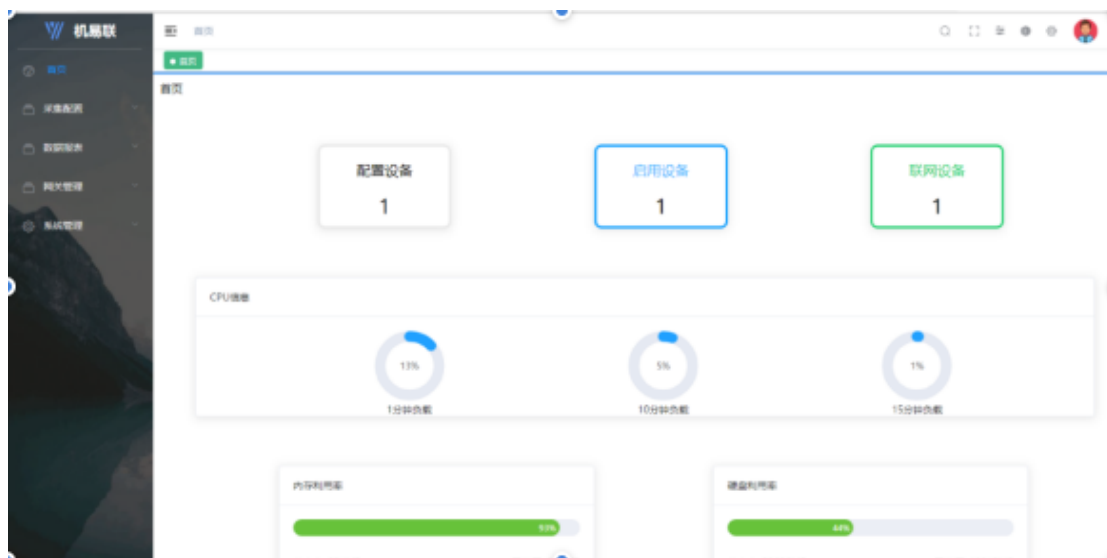 机易联
首页
首页
首页
首页
采集配置
数据报表
网关管理
系统管理
配置设备
1
启用设备
1
联网设备
1
CPU信息
13%
1分钟负载
5%
10分钟负载
1%
15分钟负载
内存利用率
93%
硬盘利用率
44%